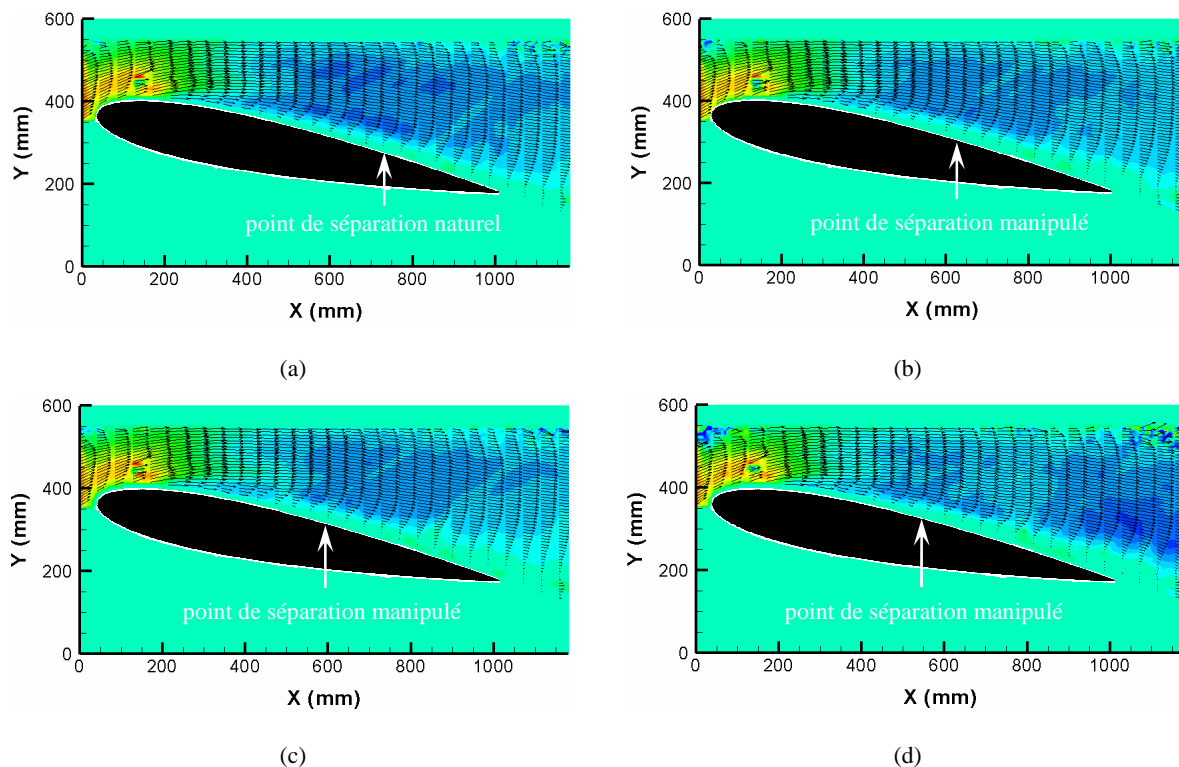 600
400
200
0
Y (mm)
point de séparation naturel
0 200 400 600 800 1000
X (mm)
(a)
600
400
200
0
Y (mm)
point de séparation manipulé
0 200 400 600 800 1000
X (mm)
(b)
600
400
200
0
Y (mm)
point de séparation manipulé
0 200 400 600 800 1000
X (mm)
(c)
600
400
200
0
Y (mm)
point de séparation manipulé
0 200 400 600 800 1000
X (mm)
(d)